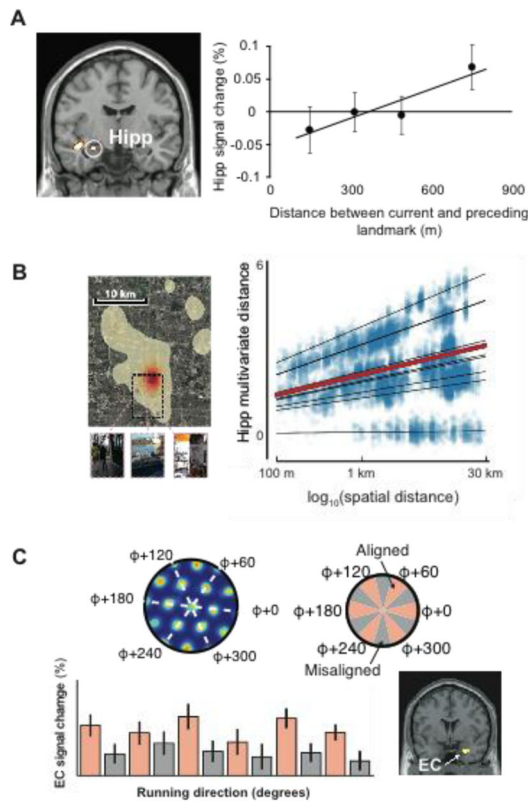 A
Hipp
Hipp signal change (%)
0.1
0.05
0
-0.05
-0.1
0
300
600
900
Distance between current and preceding
landmark (m)
B
10 km
Hipp multivariate distance
6
0
100 m
1 km
30 km
log10(spatial distance)
C
Φ+120
Φ+60
Φ+180
Φ+0
Φ+240
Φ+300
Aligned
Φ+120
Φ+60
Φ+180
Φ+0
Φ+240
Φ+300
Misaligned
EC signal change (%)
Running direction (degrees)
EC